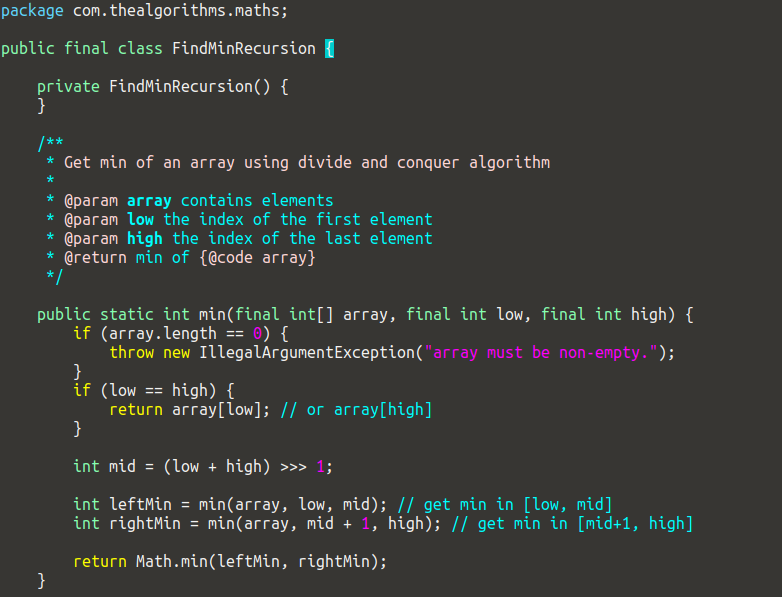 package com.thealgorithms.maths;
public final class FindMinRecursion {
private FindMinRecursion() {
}
/**
* Get min of an array using divide and conquer algorithm
*
* @param array contains elements
* @param low the index of the first element
* @param high the index of the last element
* @return min of {@code array}
*/
public static int min(final int[] array, final int low, final int high) {
if (array.length == 0) {
throw new IllegalArgumentException("array must be non-empty.");
}
if (low == high) {
return array[low]; // or array[high]
}
int mid = (low + high) >>> 1;
int leftMin = min(array, low, mid); // get min in [low, mid]
int rightMin = min(array, mid + 1, high); // get min in [mid+1, high]
return Math.min(leftMin, rightMin);
}